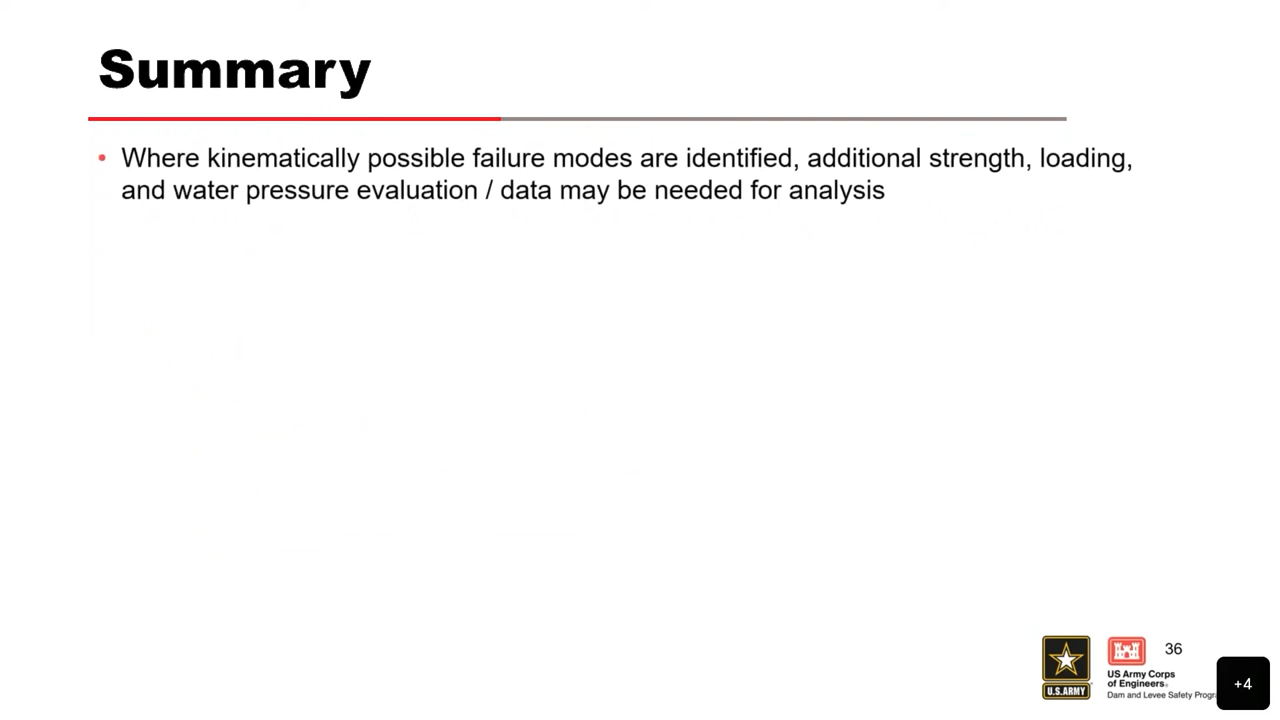 Summary
• Where kinematically possible failure modes are identified, additional strength, loading,
and water pressure evaluation / data may be needed for analysis
36
U.S.ARMY
US Army Corps
of Engineers®
Dam and Levee Safety Progr
+4